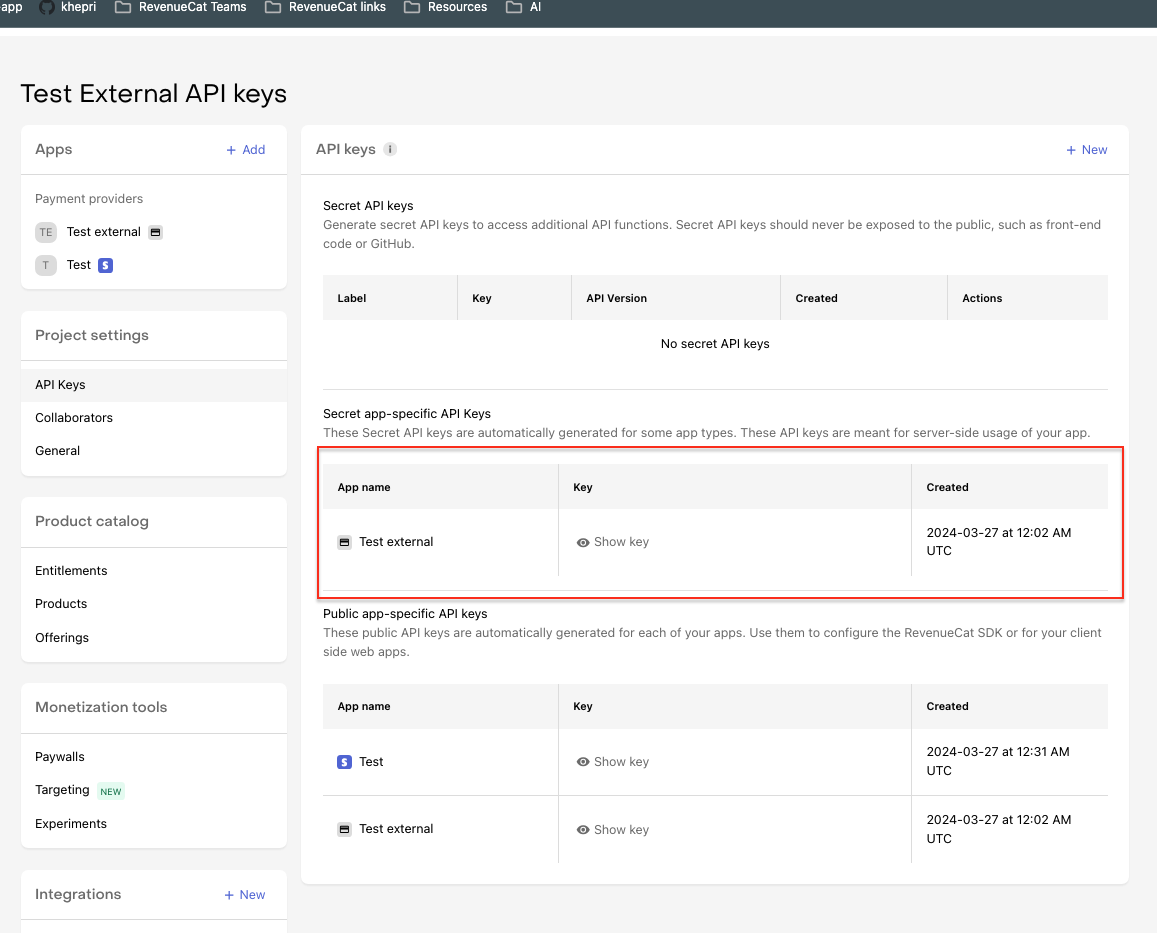 app khepri RevenueCat Teams RevenueCat links Resources AI
Test External API keys
Apps
+ Add
Payment providers
TE Test external
T Test S
Project settings
API Keys
Collaborators
General
Product catalog
Entitlements
Products
Offerings
Monetization tools
Paywalls
Targeting NEW
Experiments
Integrations
+ New
API keys i
+ New
Secret API keys
Generate secret API keys to access additional API functions. Secret API keys should never be exposed to the public, such as front-end
code or GitHub.
Label Key API Version Created Actions
No secret API keys
Secret app-specific API Keys
These Secret API keys are automatically generated for some app types. These API keys are meant for server-side usage of your app.
App name Key Created
Test external Show key 2024-03-27 at 12:02 AM
UTC
Public app-specific API keys
These public API keys are automatically generated for each of your apps. Use them to configure the RevenueCat SDK or for your client
side web apps.
App name Key Created
S Test Show key 2024-03-27 at 12:31 AM
UTC
Test external Show key 2024-03-27 at 12:02 AM
UTC